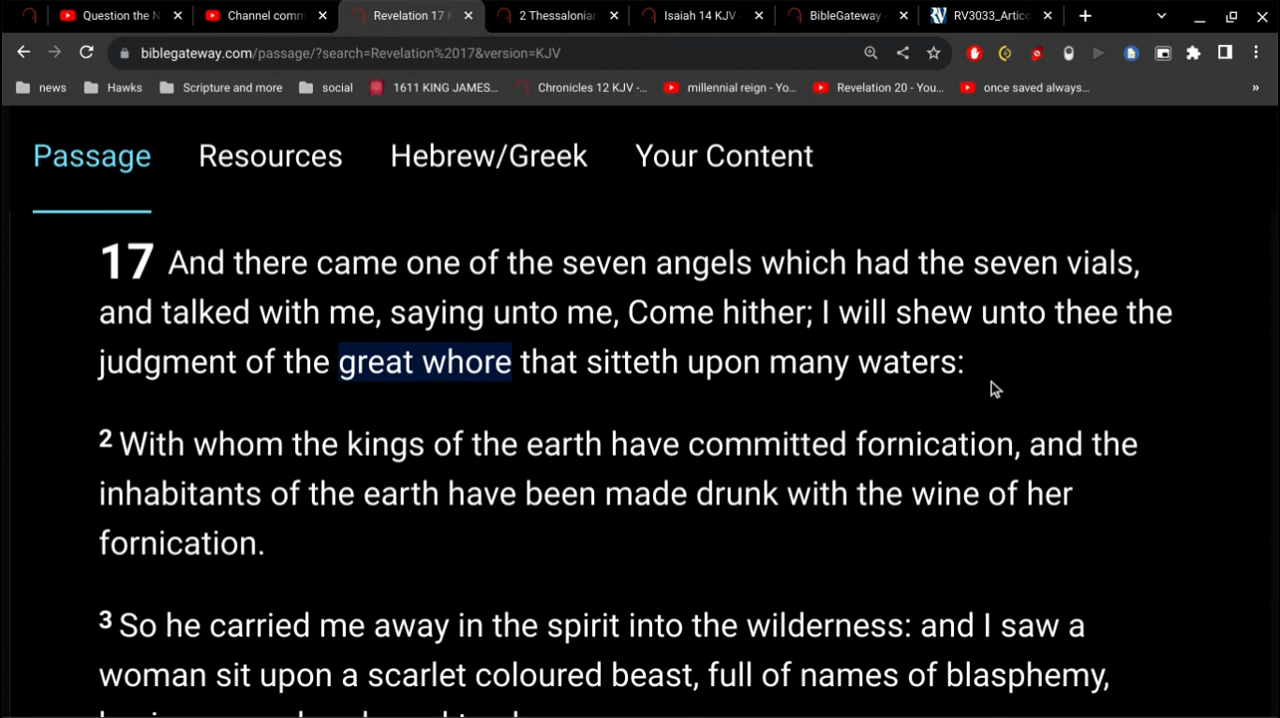 Question the N
Channel comm
Revelation 17 K
2 Thessalonian
Isaiah 14 KJV -
BibleGateway -
RV3033_Artico
biblegateway.com/passage/?search=Revelation%2017&version=KJV
news Hawks Scripture and more social 1611 KING JAMES... Chronicles 12 KJV -... millennial reign - Yo... Revelation 20 - You... once saved always... »
Passage Resources Hebrew/Greek Your Content
17 And there came one of the seven angels which had the seven vials,
and talked with me, saying unto me, Come hither; I will shew unto thee the
judgment of the great whore that sitteth upon many waters:
2 With whom the kings of the earth have committed fornication, and the
inhabitants of the earth have been made drunk with the wine of her
fornication.
3 So he carried me away in the spirit into the wilderness: and I saw a
woman sit upon a scarlet coloured beast, full of names of blasphemy,